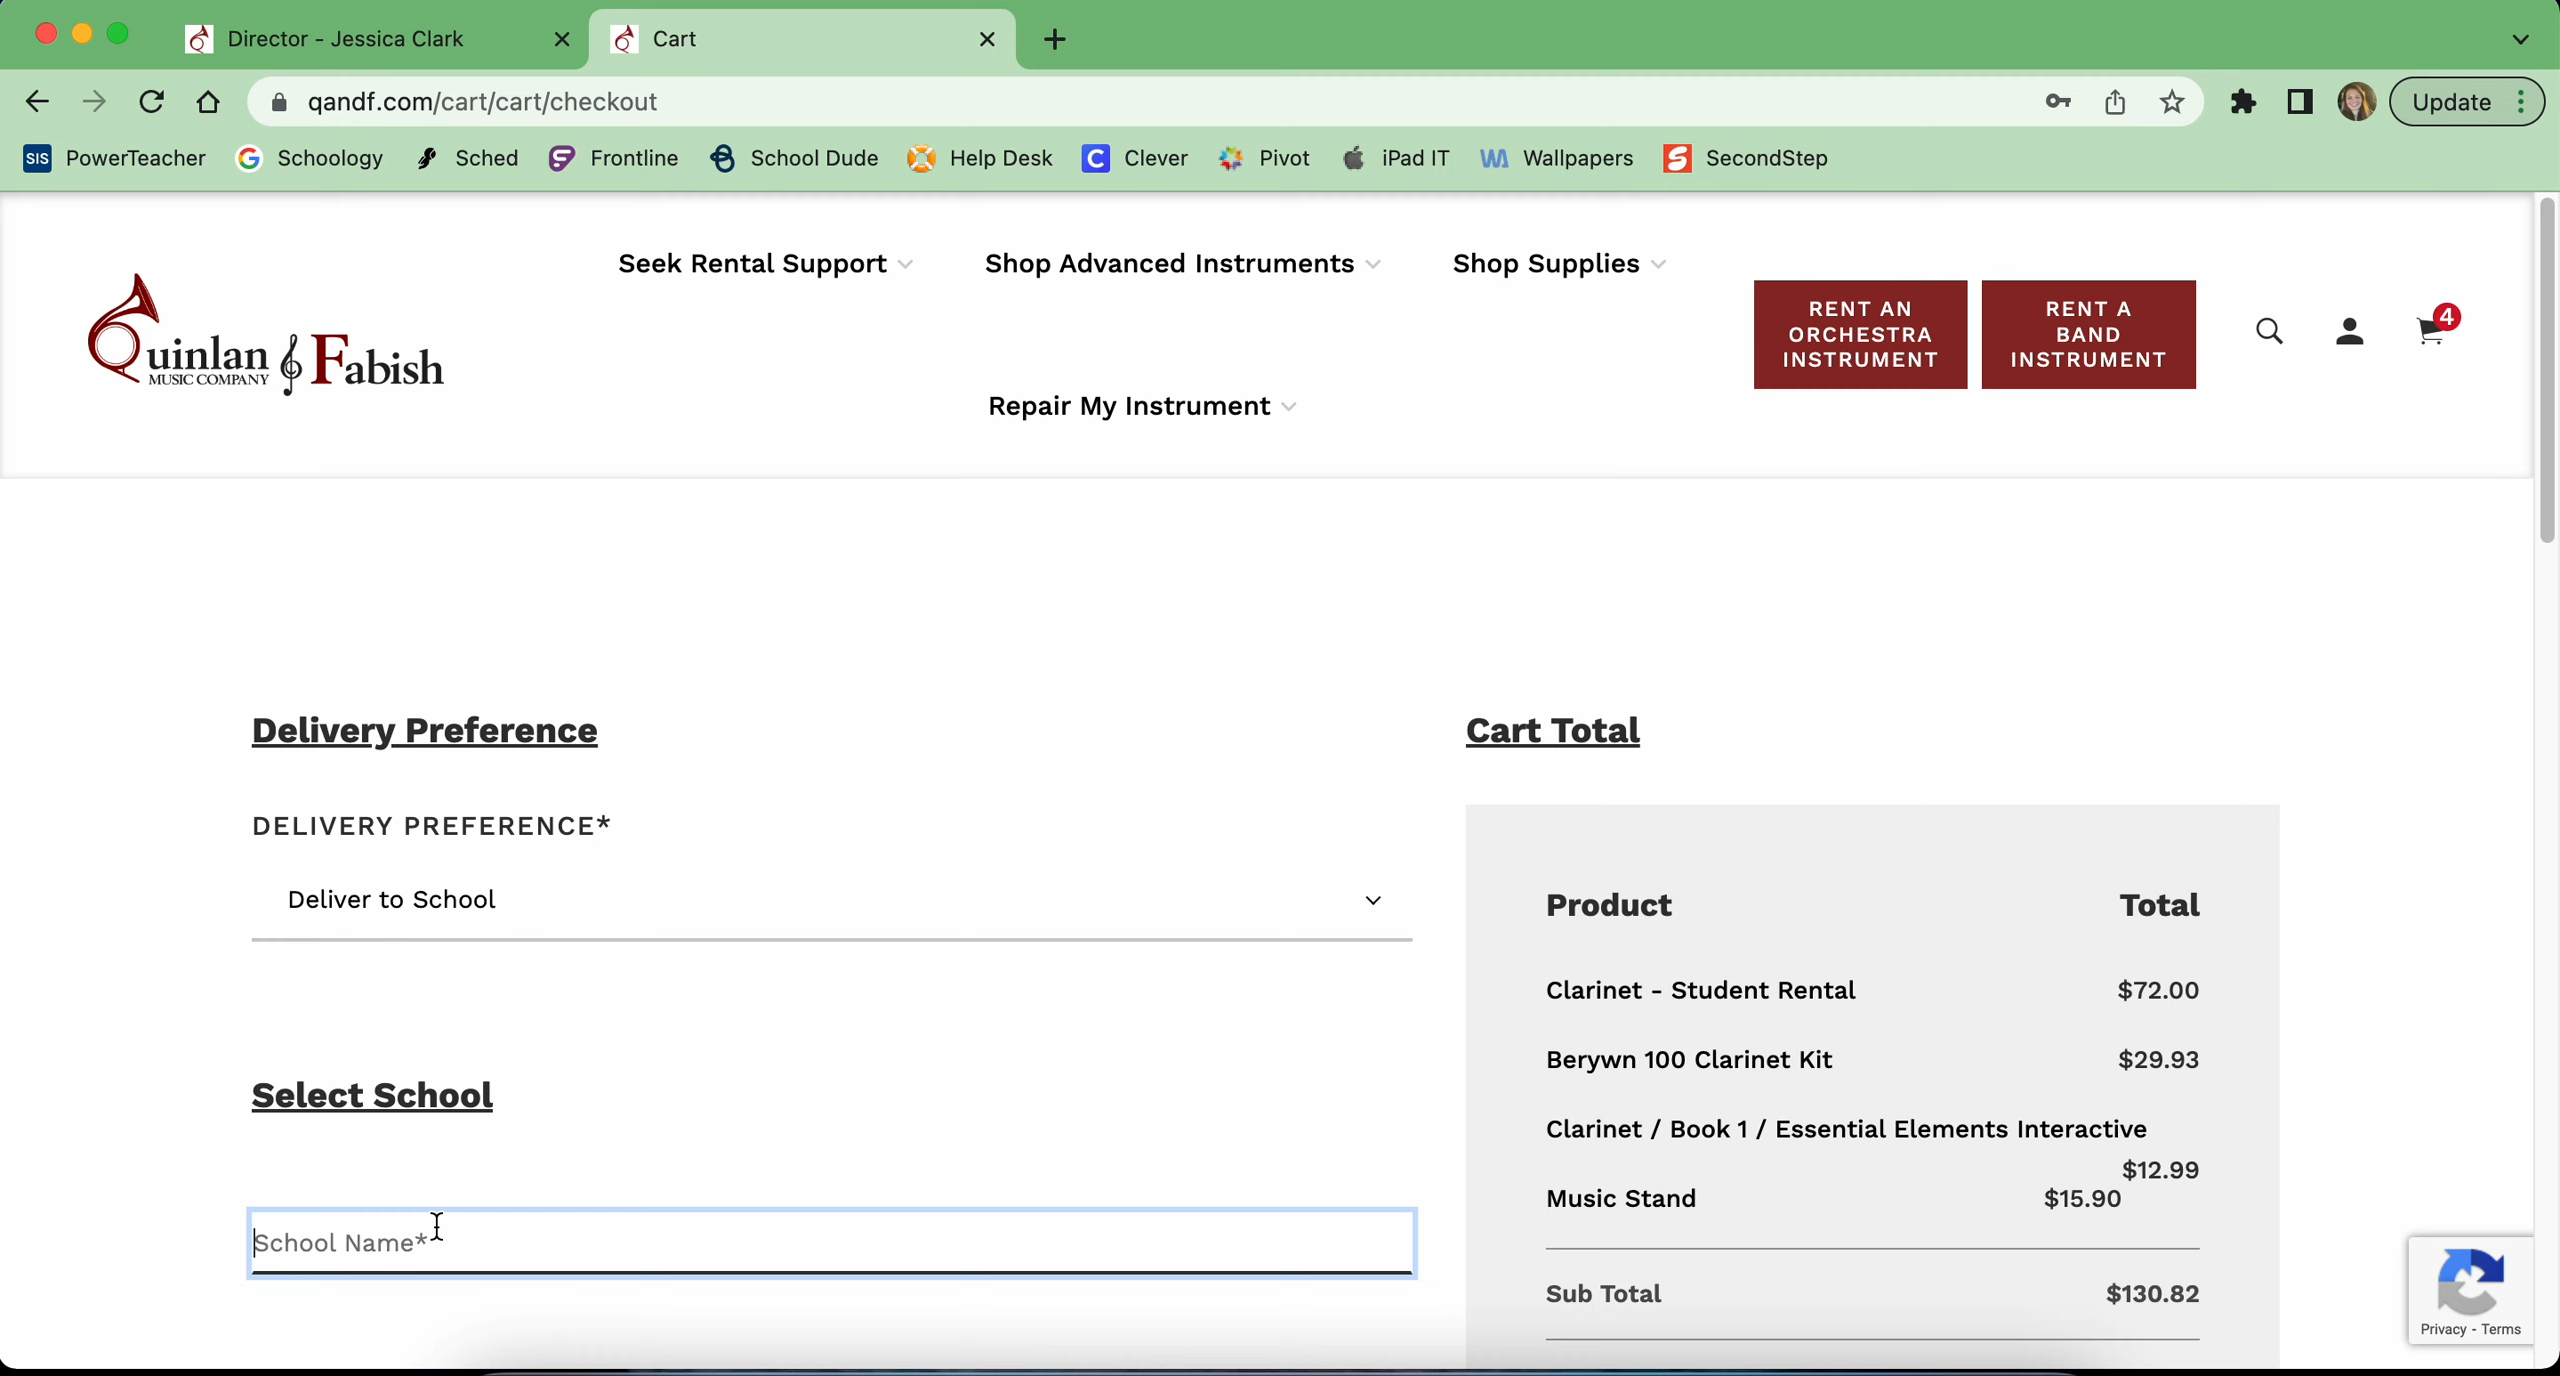 Director - Jessica Clark
Cart
qandf.com/cart/cart/checkout
Update
SIS PowerTeacher
Schoology
Sched
Frontline
School Dude
Help Desk
Clever
Pivot
iPad IT
Wallpapers
SecondStep
Quinlan & Fabish
MUSIC COMPANY
Seek Rental Support
Shop Advanced Instruments
Shop Supplies
Repair My Instrument
RENT AN
ORCHESTRA
INSTRUMENT
RENT A
BAND
INSTRUMENT
4
Delivery Preference
DELIVERY PREFERENCE*
Deliver to School
Select School
School Name*
Cart Total
Product Total
Clarinet - Student Rental $72.00
Berywn 100 Clarinet Kit $29.93
Clarinet / Book 1 / Essential Elements Interactive
$12.99
Music Stand $15.90
Sub Total $130.82
Privacy - Terms